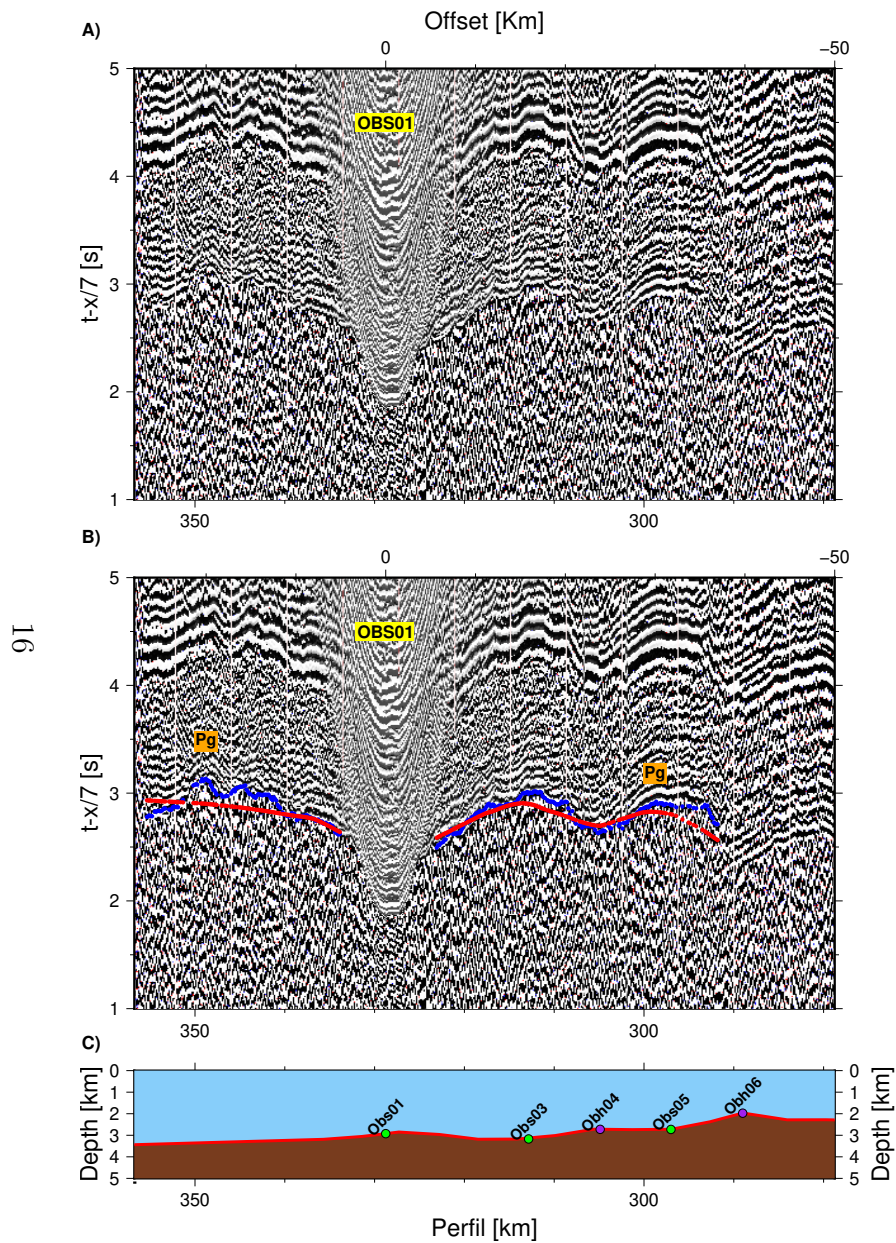 Offset [Km]
A)
0 −50
5
4
3
2
1
t-x/7 [s]
OBS01
350 300
B)
0 −50
5
4
3
2
1
t-x/7 [s]
OBS01
Pg
Pg
350 300
16
C)
0 0
1 1
2 2
3 3
4 4
5 5
Depth [km] Depth [km]
Obs01 Obs03 Obh04 Obs05 Obh06
350 300
Perfil [km]